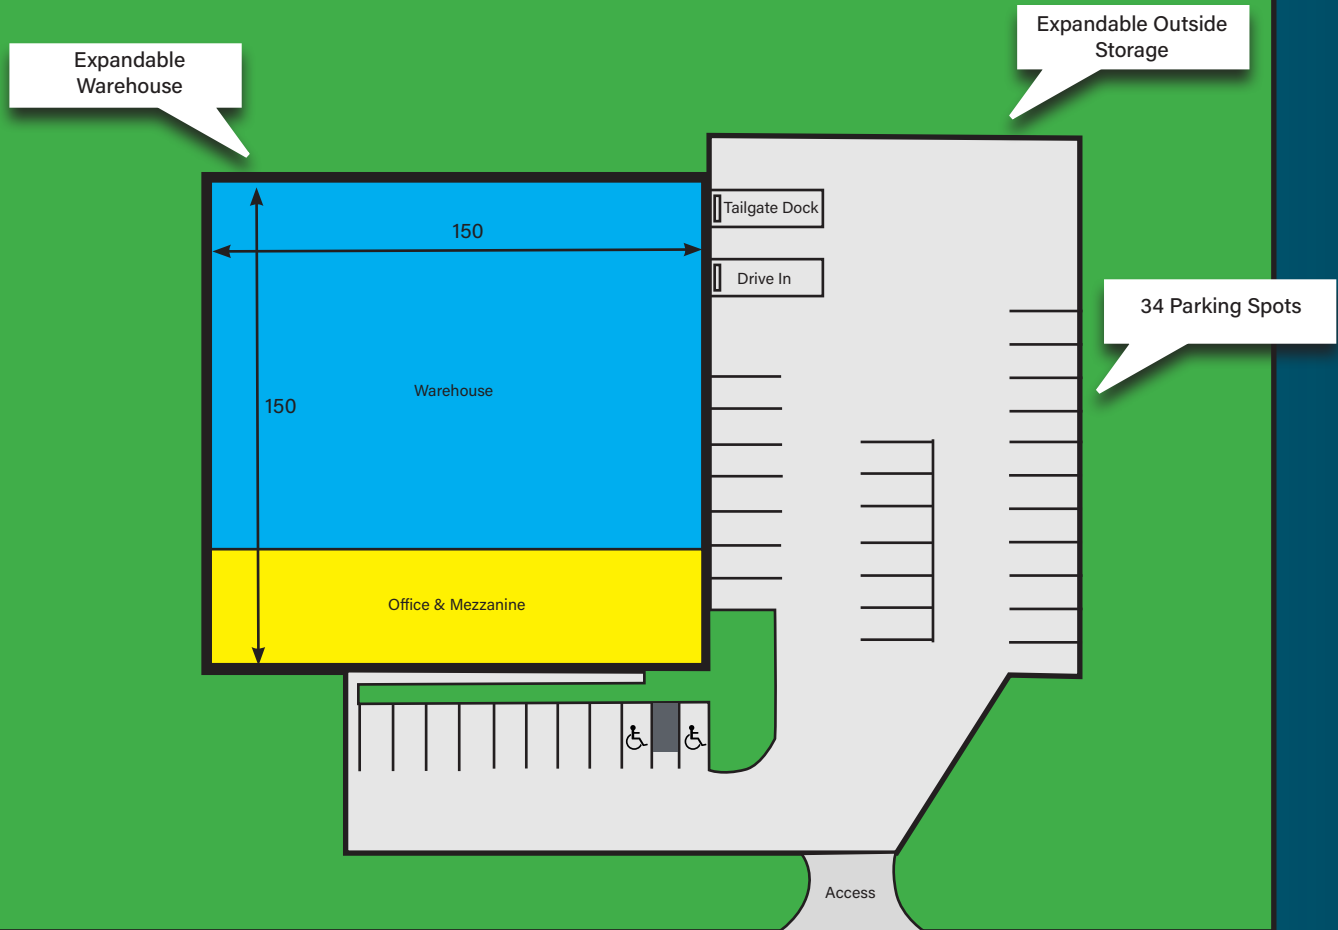 Expandable
Warehouse
Expandable Outside
Storage
Tailgate Dock
150
Drive In
34 Parking Spots
Warehouse
150
Office & Mezzanine
Access